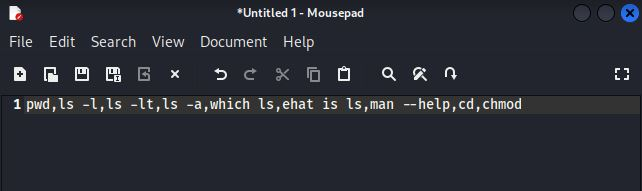 *Untitled 1 - Mousepad
File Edit Search View Document Help
1 pwd,ls -l,ls -lt,ls -a,which ls,ehat is ls,man --help,cd,chmod